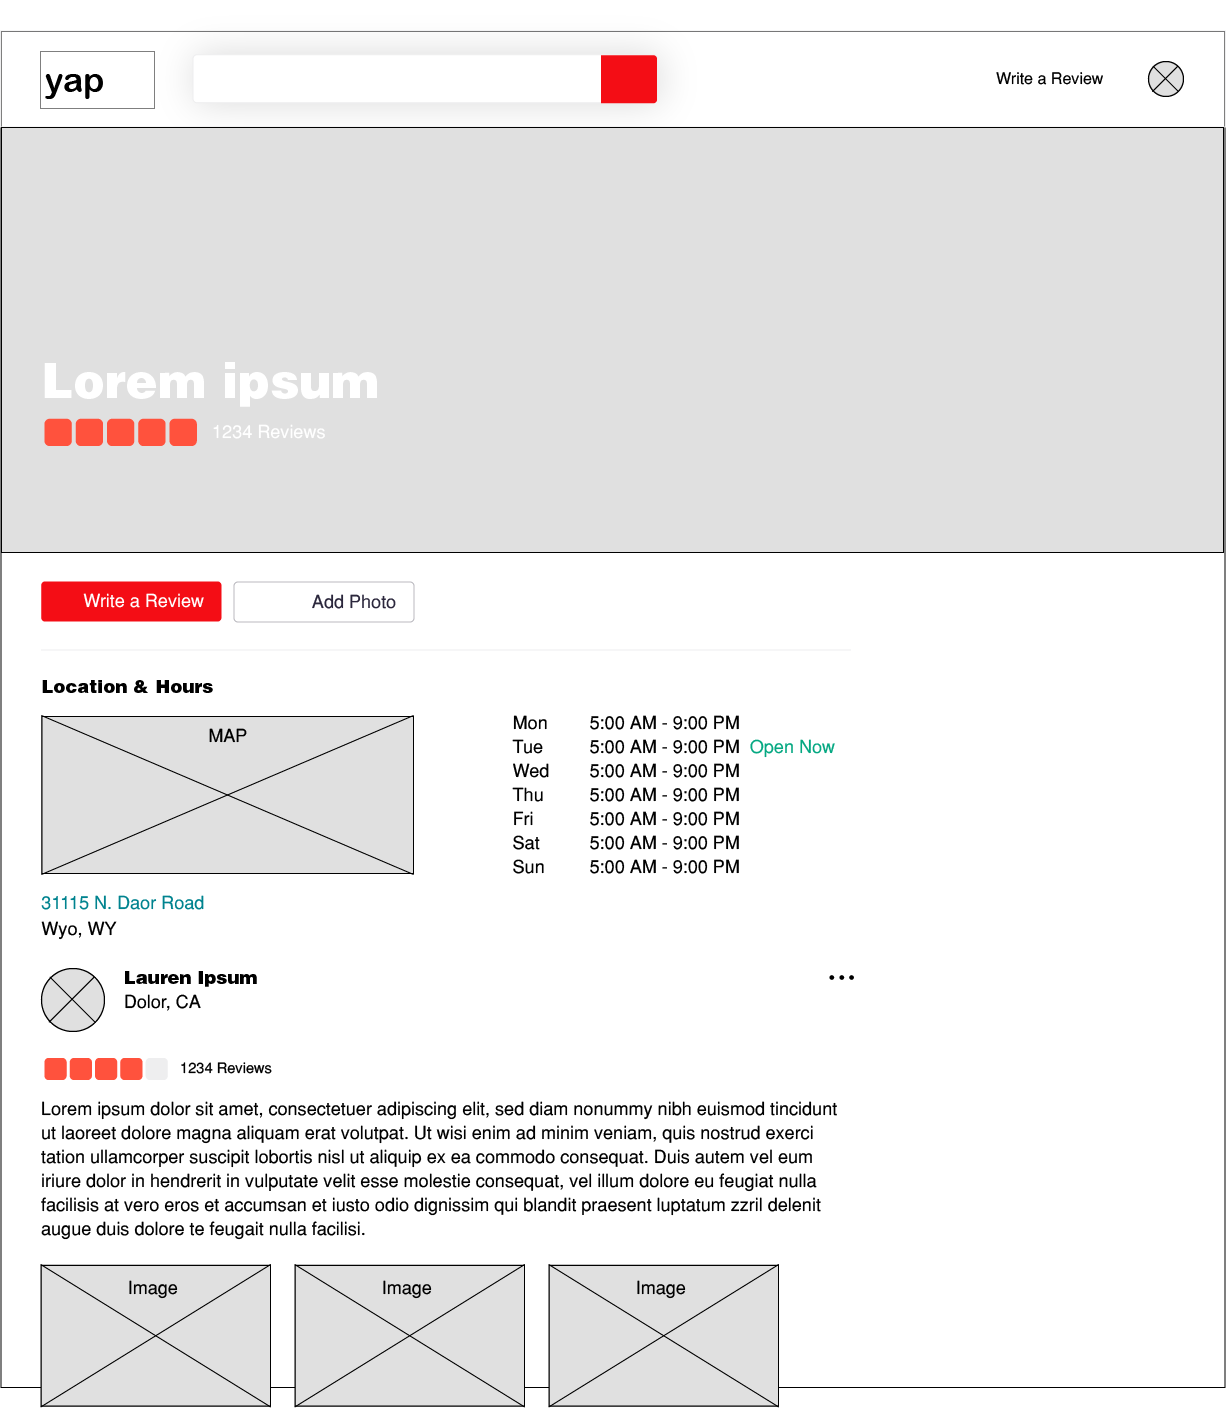 yap
Write a Review
Lorem ipsum
1234 Reviews
Write a Review
Add Photo
Location & Hours
MAP
Mon 5:00 AM - 9:00 PM
Tue 5:00 AM - 9:00 PM Open Now
Wed 5:00 AM - 9:00 PM
Thu 5:00 AM - 9:00 PM
Fri 5:00 AM - 9:00 PM
Sat 5:00 AM - 9:00 PM
Sun 5:00 AM - 9:00 PM
31115 N. Daor Road
Wyo, WY
Lauren Ipsum
Dolor, CA
1234 Reviews
Lorem ipsum dolor sit amet, consectetuer adipiscing elit, sed diam nonummy nibh euismod tincidunt
ut laoreet dolore magna aliquam erat volutpat. Ut wisi enim ad minim veniam, quis nostrud exerci
tation ullamcorper suscipit lobortis nisl ut aliquip ex ea commodo consequat. Duis autem vel eum
iriure dolor in hendrerit in vulputate velit esse molestie consequat, vel illum dolore eu feugiat nulla
facilisis at vero eros et accumsan et iusto odio dignissim qui blandit praesent luptatum zzril delenit
augue duis dolore te feugait nulla facilisi.
Image
Image
Image